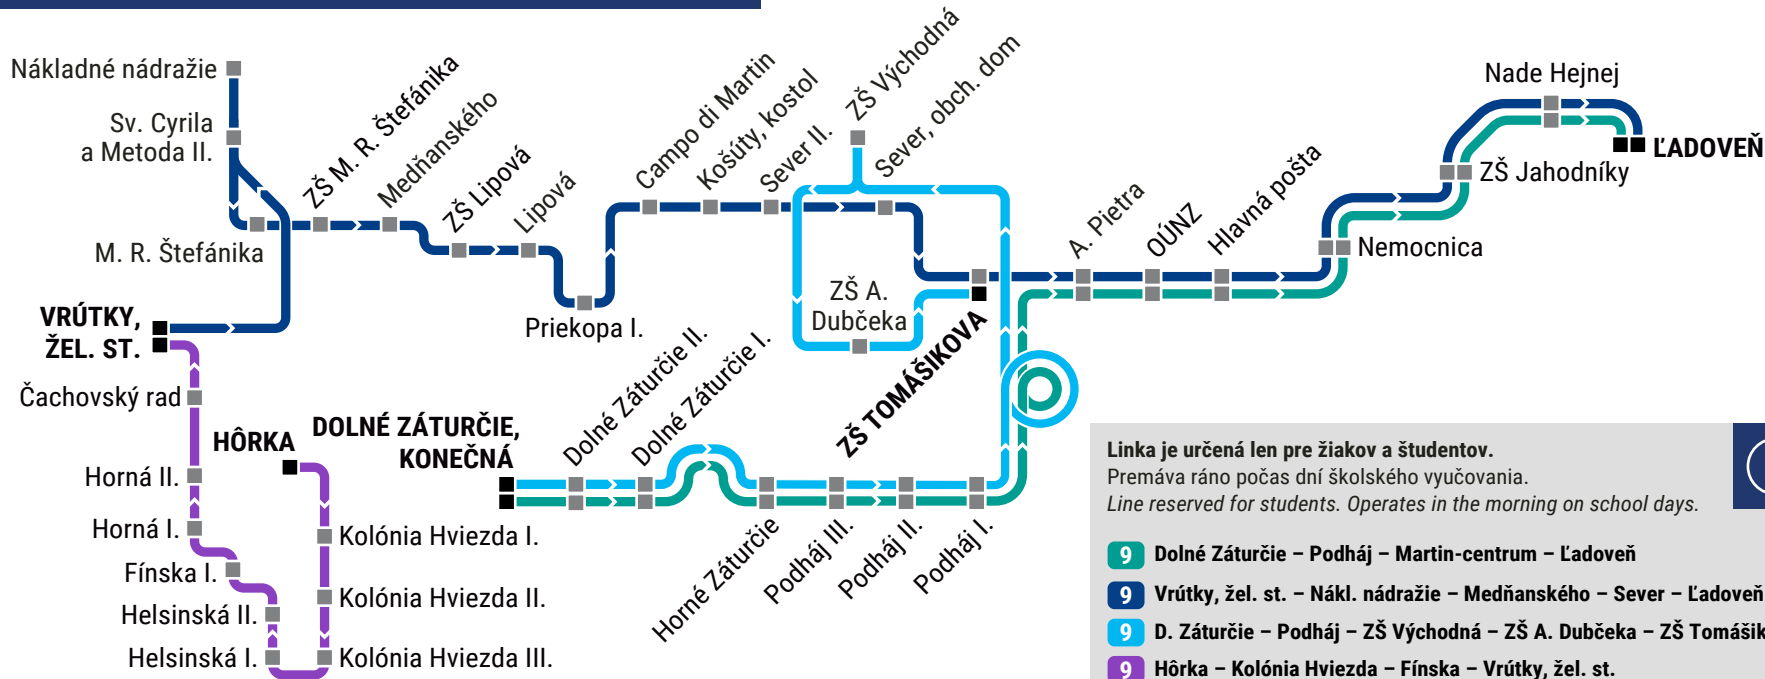 Nákladné nádražie
Sv. Cyrila
a Metoda II.
M. R. Štefánika
ZŠ M. R. Štefánika
Medňanského
ZŠ Lipová
Lipová
Priekopa I.
Campo di Martin
Košúty, kostol
Sever II.
ZŠ Východná
Sever, obch. dom
ZŠ A.
Dubčeka
ZŠ TOMÁŠIKOVA
A. Pietra
OÚNZ
Hlavná pošta
Nemocnica
ZŠ Jahodníky
Nade Hejnej
ĽADOVEŇ
VRÚTKY,
ŽEL. ST.
Čachovský rad
Horná II.
Horná I.
Fínska I.
Helsinská II.
Helsinská I.
HÔRKA
Kolónia Hviezda I.
Kolónia Hviezda II.
Kolónia Hviezda III.
DOLNÉ ZÁTURČIE,
KONEČNÁ
Dolné Záturčie II.
Dolné Záturčie I.
Horné Záturčie
Podháj III.
Podháj II.
Podháj I.
Linka je určená len pre žiakov a študentov.
Premáva ráno počas dní školského vyučovania.
Line reserved for students. Operates in the morning on school days.
9 Dolné Záturčie – Podháj – Martin-centrum – Ľadoveň
9 Vrútky, žel. st. – Nákl. nádražie – Medňanského – Sever – Ľadoveň
9 D. Záturčie – Podháj – ZŠ Východná – ZŠ A. Dubčeka – ZŠ Tomášik
9 Hôrka – Kolónia Hviezda – Fínska – Vrútky, žel. st.